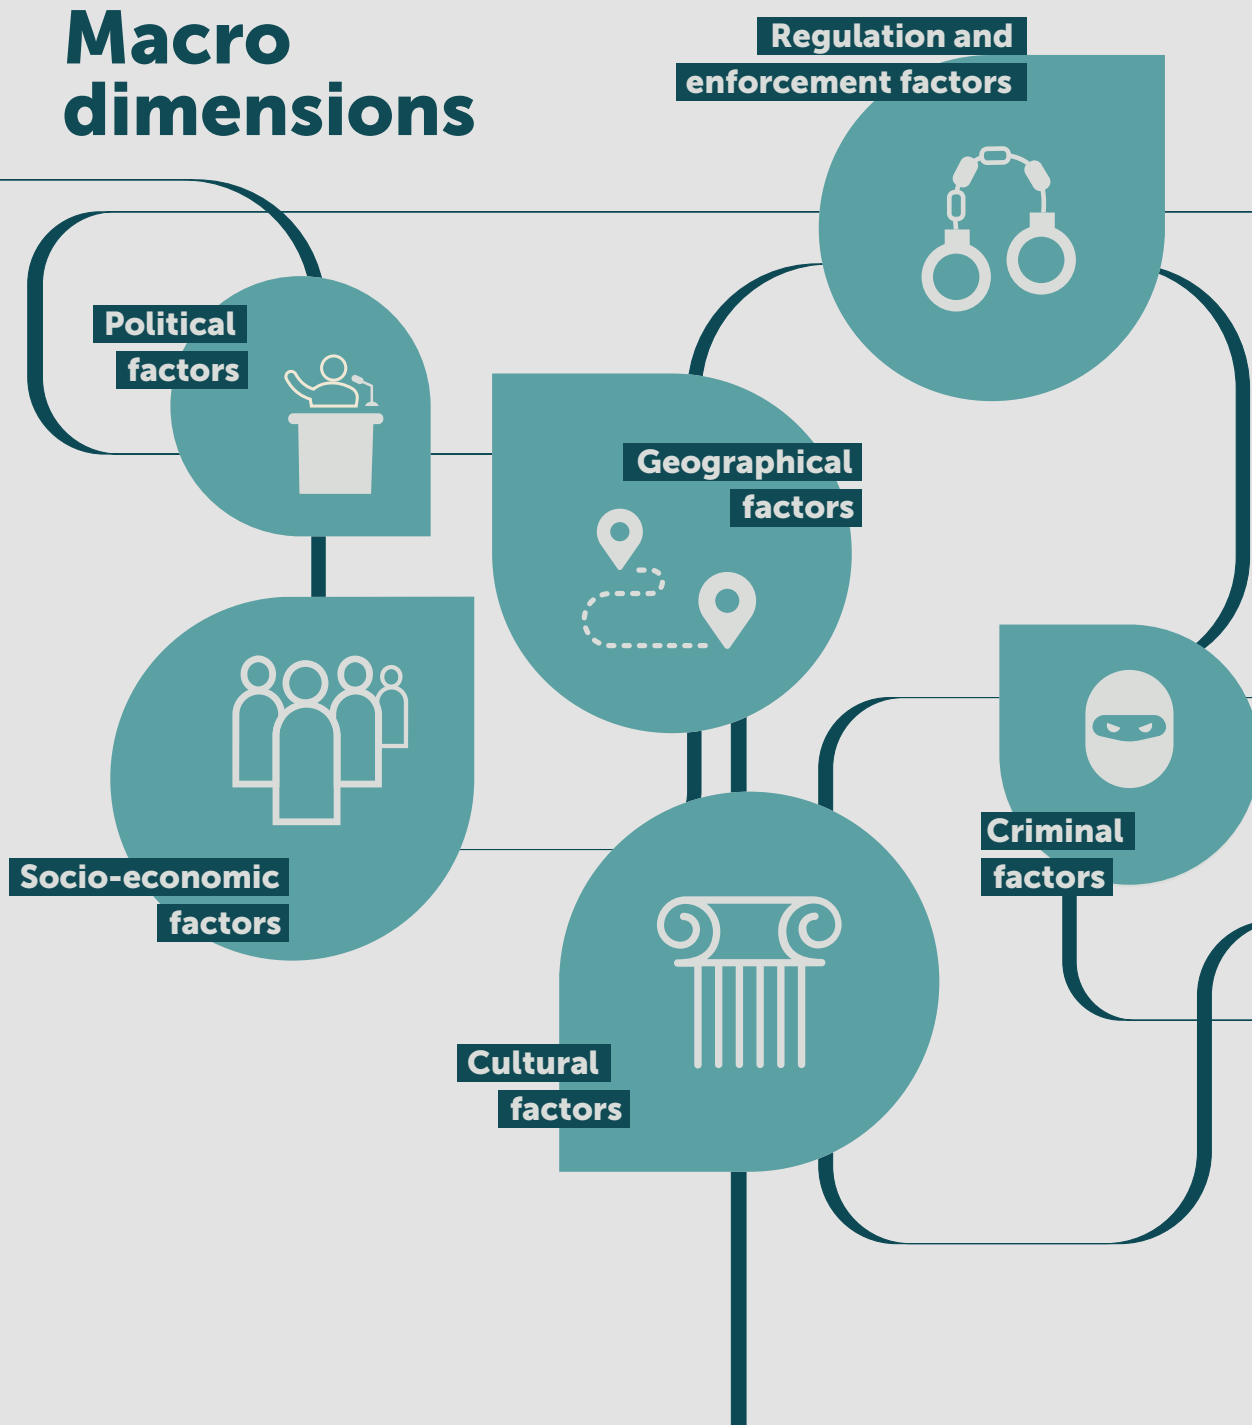 Macro
dimensions
Regulation and
enforcement factors
Political
factors
Geographical
factors
Socio-economic
factors
Criminal
factors
Cultural
factors